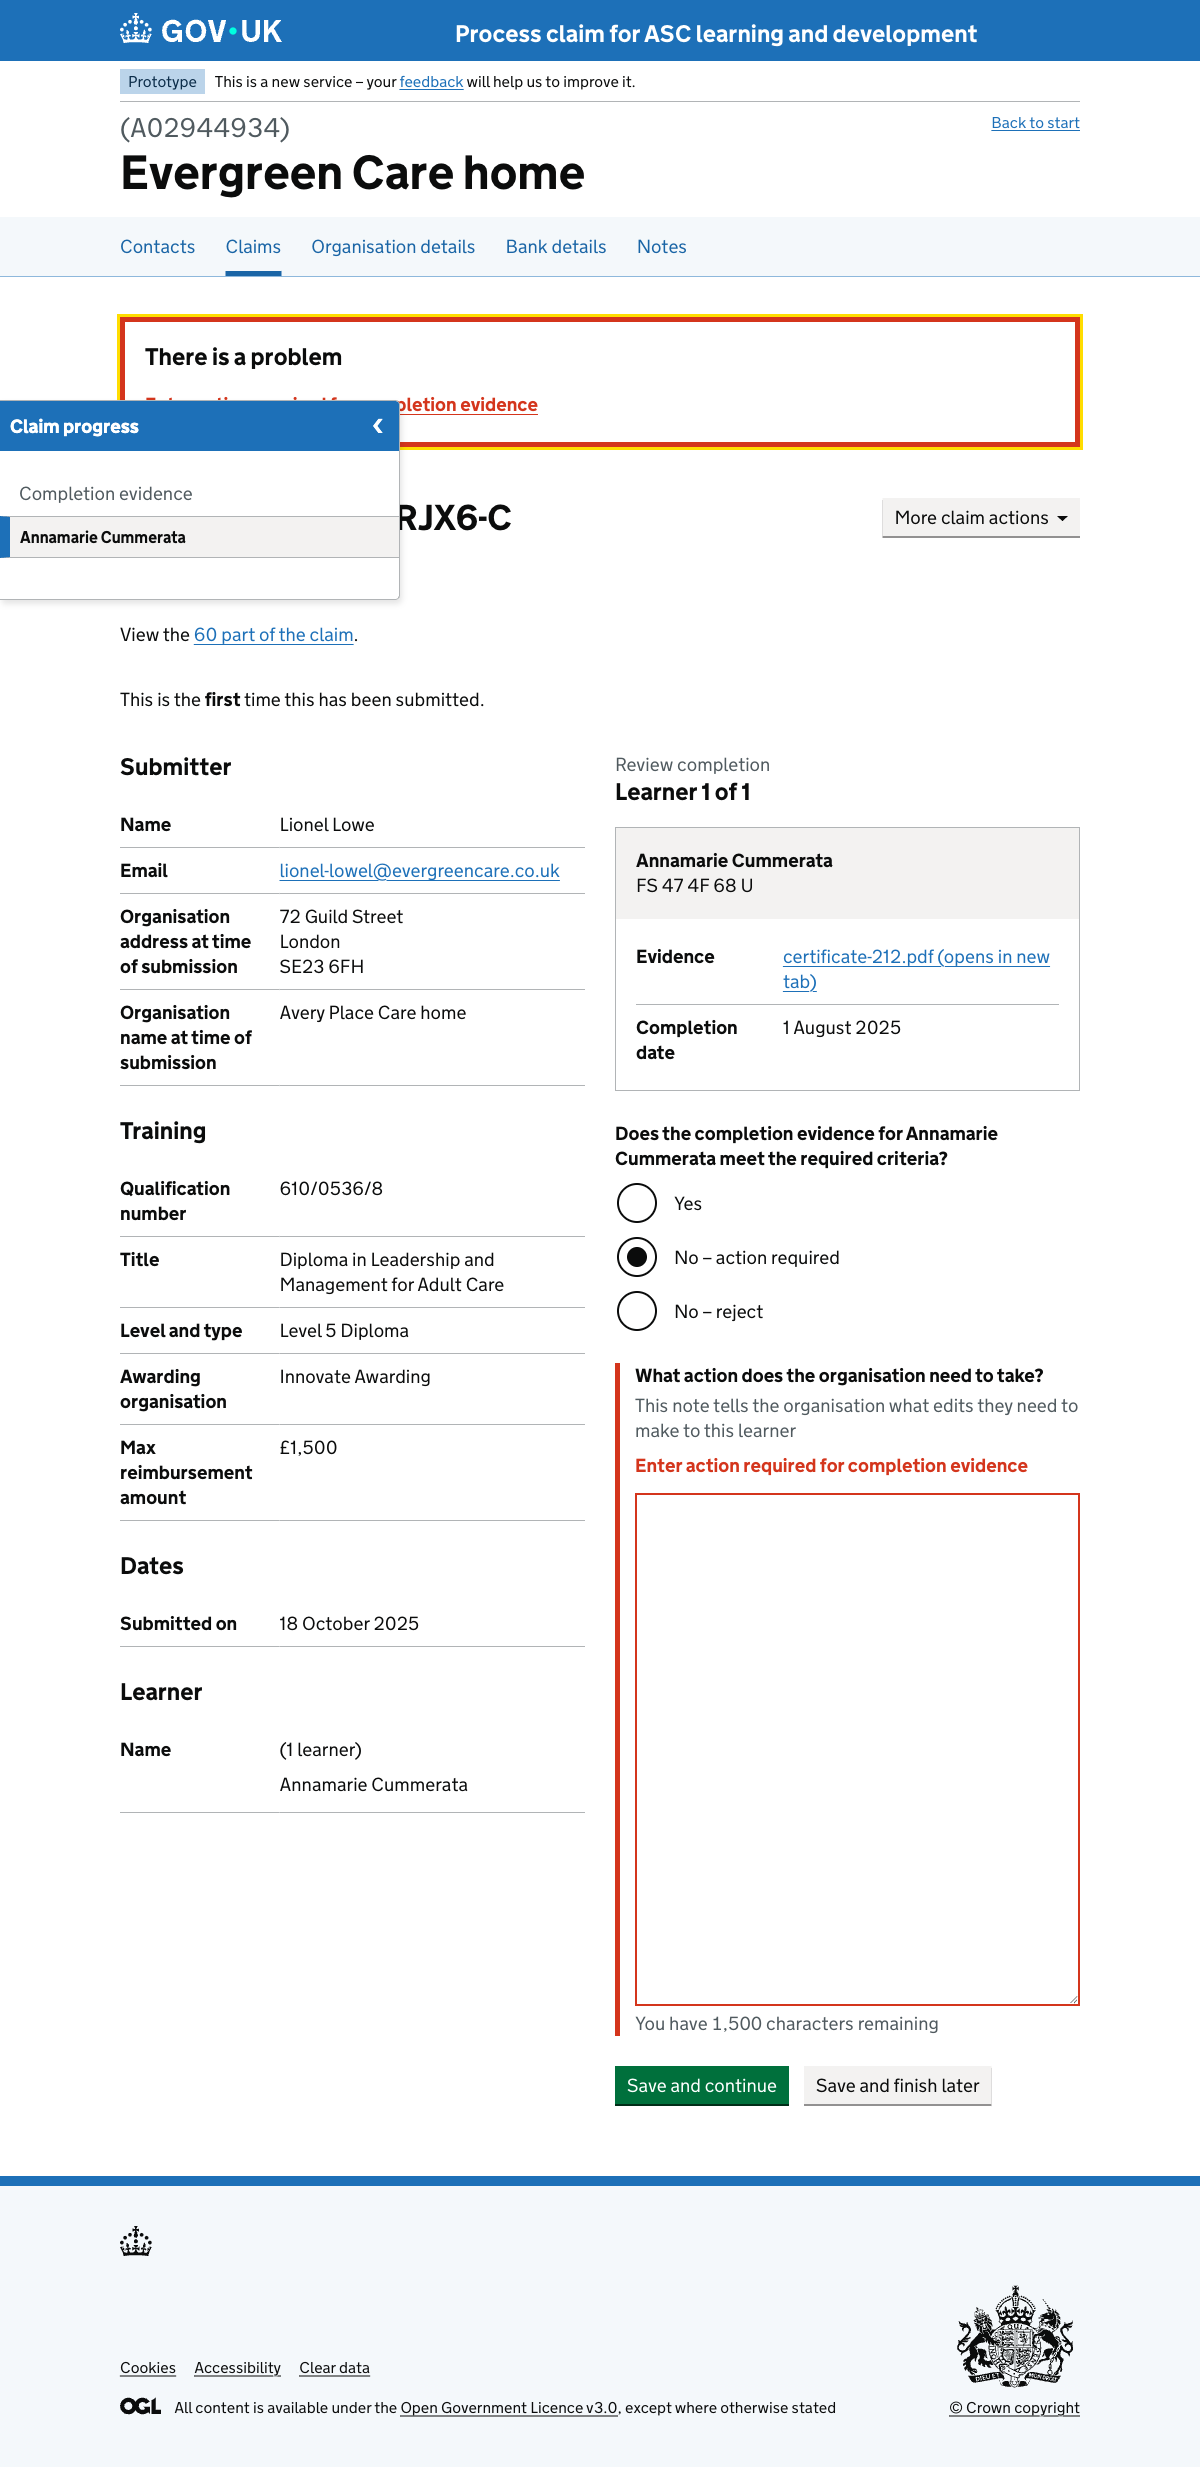 GOV·UK
Process claim for ASC learning and development
Prototype
This is a new service – your feedback will help us to improve it.
(A02944934)
Back to start
Evergreen Care home
Contacts
Claims
Organisation details
Bank details
Notes
There is a problem
pletion evidence
Claim progress
Completion evidence
Annamarie Cummerata
RJX6-C
More claim actions
View the 60 part of the claim.
This is the first time this has been submitted.
Submitter
Name
Lionel Lowe
Email
lionel-lowel@evergreencare.co.uk
Organisation
address at time
of submission
72 Guild Street
London
SE23 6FH
Organisation
name at time of
submission
Avery Place Care home
Training
Qualification
number
610/0536/8
Title
Diploma in Leadership and
Management for Adult Care
Level and type
Level 5 Diploma
Awarding
organisation
Innovate Awarding
Max
reimbursement
amount
£1,500
Dates
Submitted on
18 October 2025
Learner
Name
(1 learner)
Annamarie Cummerata
Review completion
Learner 1 of 1
Annamarie Cummerata
FS 47 4F 68 U
Evidence
certificate-212.pdf (opens in new
tab)
Completion
date
1 August 2025
Does the completion evidence for Annamarie
Cummerata meet the required criteria?
Yes
No – action required
No – reject
What action does the organisation need to take?
This note tells the organisation what edits they need to
make to this learner
Enter action required for completion evidence
You have 1,500 characters remaining
Save and continue
Save and finish later
Cookies
Accessibility
Clear data
OGL
All content is available under the Open Government Licence v3.0, except where otherwise stated
© Crown copyright